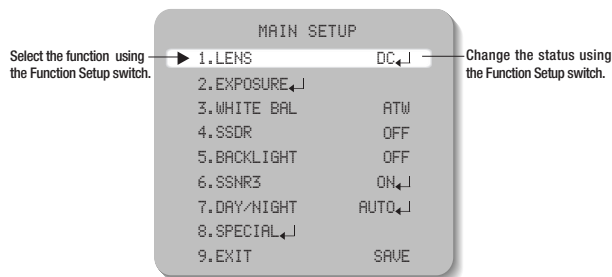 MAIN SETUP
Select the function using
the Function Setup switch.
1.LENS DC↵
Change the status using
the Function Setup switch.
2.EXPOSURE↵
3.WHITE BAL ATW
4.SSDR OFF
5.BACKLIGHT OFF
6.SSNR3 ON↵
7.DAY/NIGHT AUTO↵
8.SPECIAL↵
9.EXIT SAVE